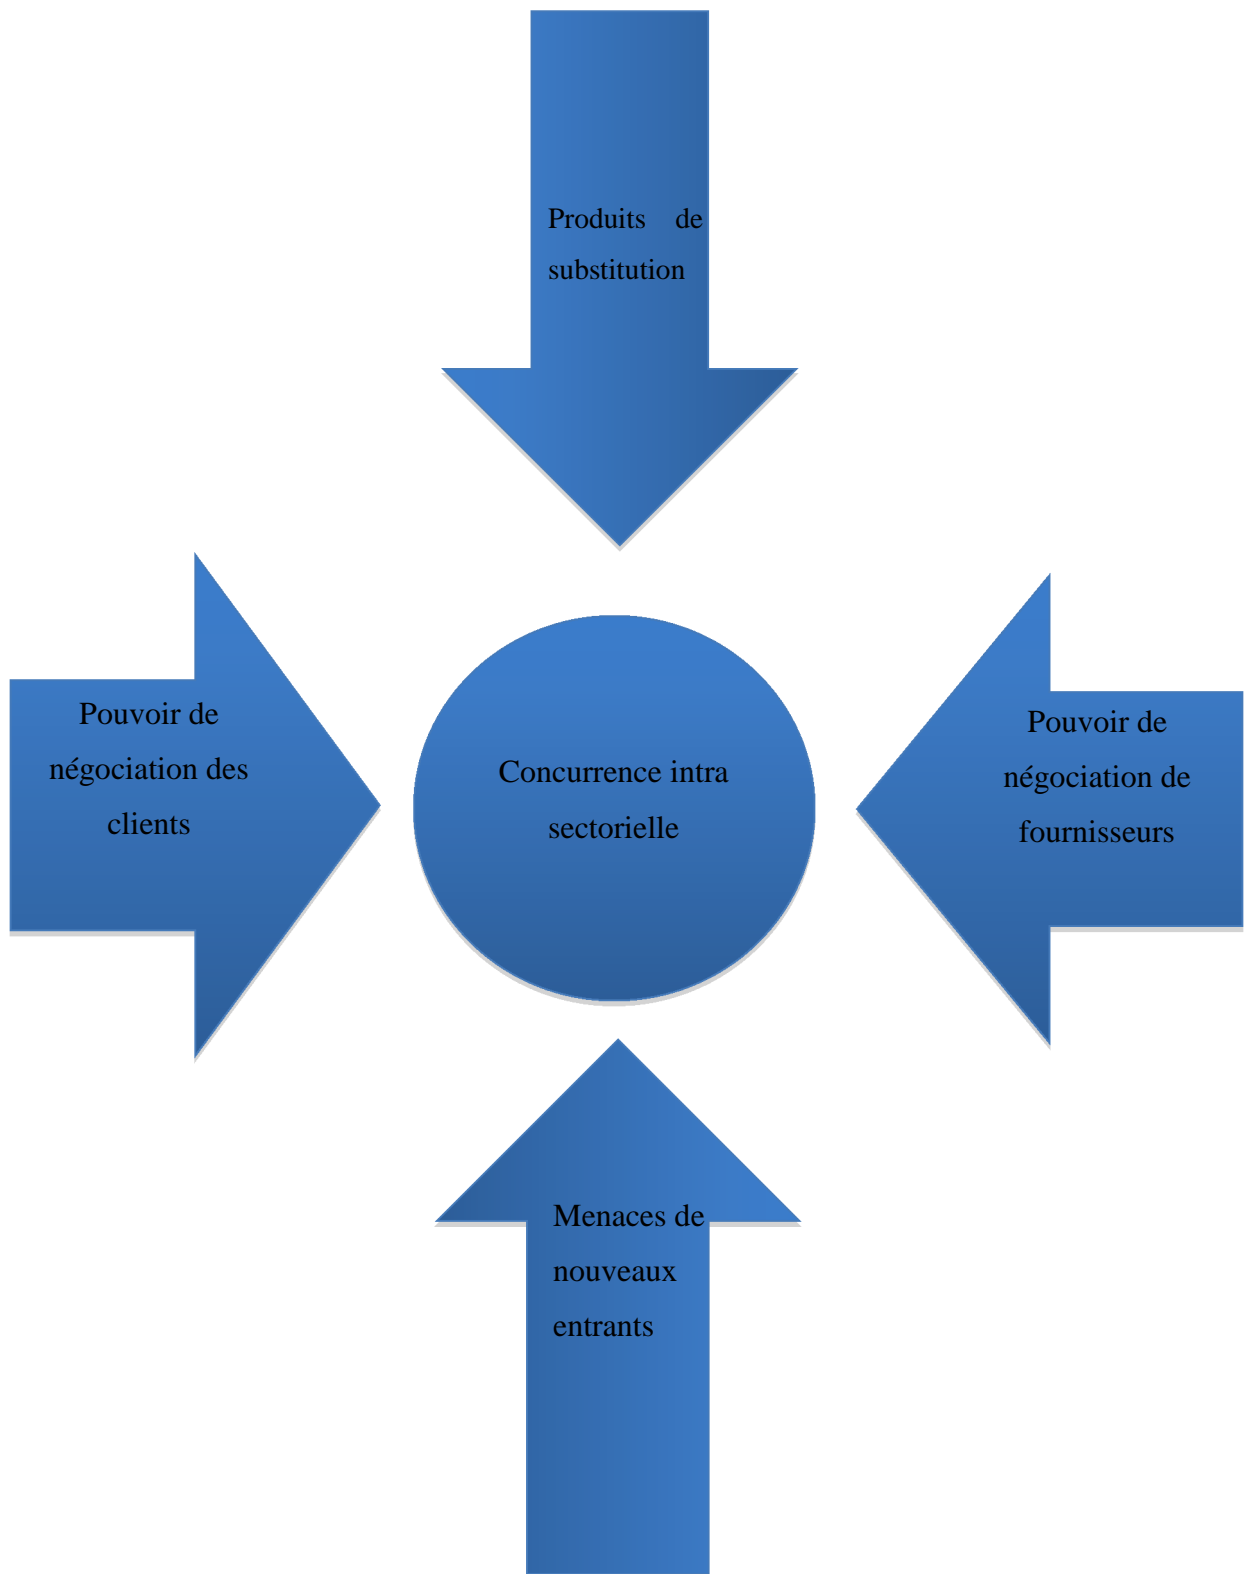 Produits de
substitution
Pouvoir de
négociation des
clients
Concurrence intra
sectorielle
Pouvoir de
négociation de
fournisseurs
Menaces de
nouveaux
entrants